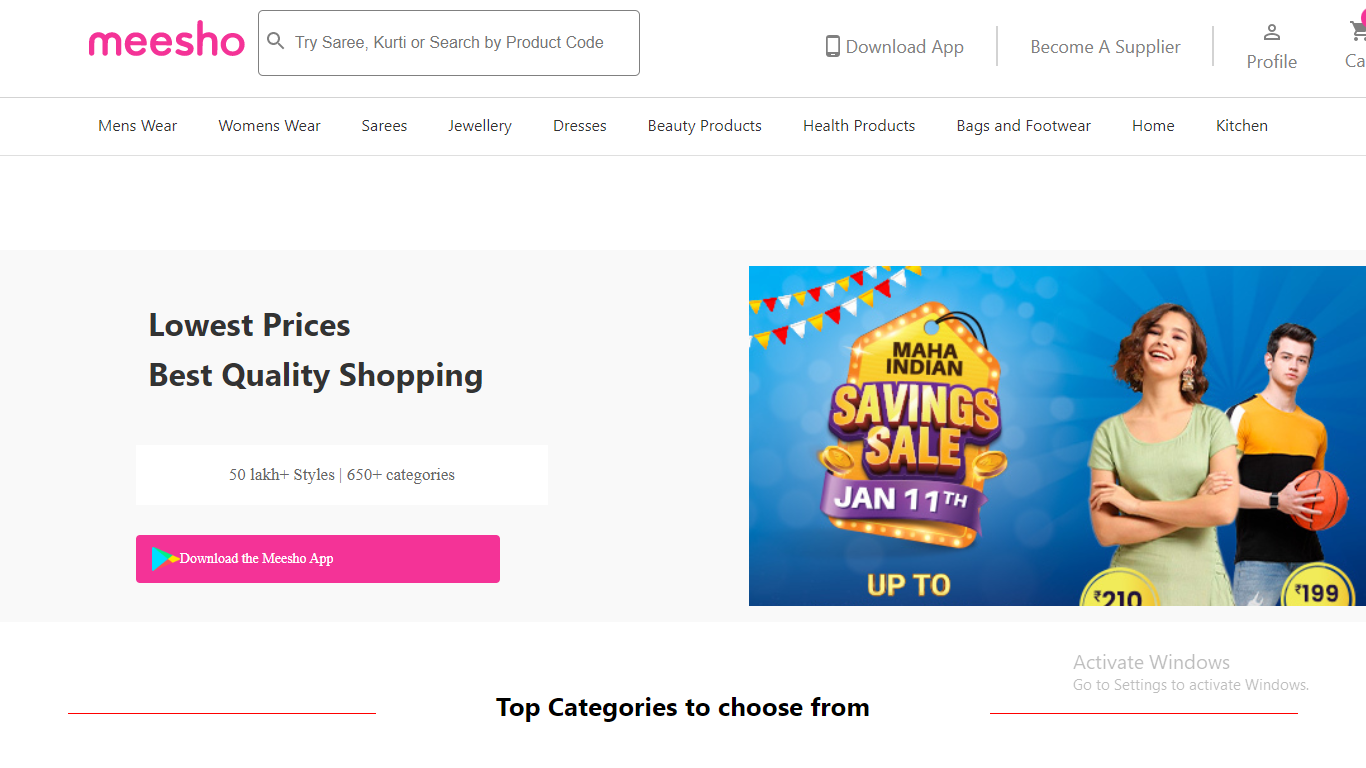 meesho
Try Saree, Kurti or Search by Product Code
Download App
Become A Supplier
Profile
Ca
Mens Wear
Womens Wear
Sarees
Jewellery
Dresses
Beauty Products
Health Products
Bags and Footwear
Home
Kitchen
Lowest Prices
Best Quality Shopping
50 lakh+ Styles | 650+ categories
Download the Meesho App
MAHA
INDIAN
SAVINGS
SALE
JAN 11TH
UP TO
₹210
₹199
Activate Windows
Go to Settings to activate Windows.
Top Categories to choose from